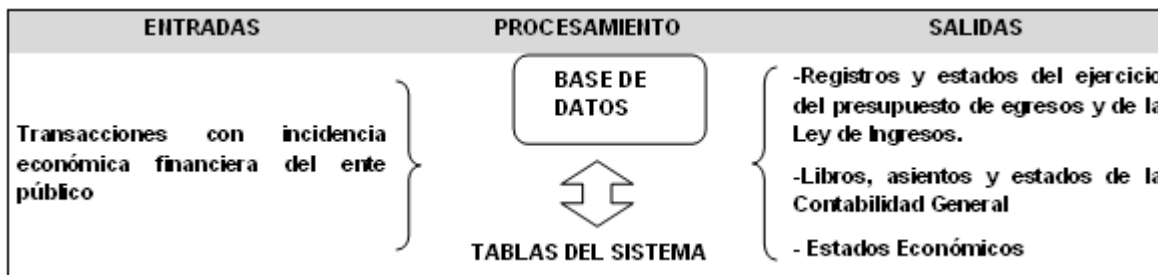 ENTRADAS PROCESAMIENTO SALIDAS
Transacciones con incidencia
económica financiera del ente
público
BASE DE
DATOS
TABLAS DEL SISTEMA
-Registros y estados del ejercicio
del presupuesto de egresos y de la
Ley de Ingresos.
-Libros, asientos y estados de la
Contabilidad General
- Estados Económicos